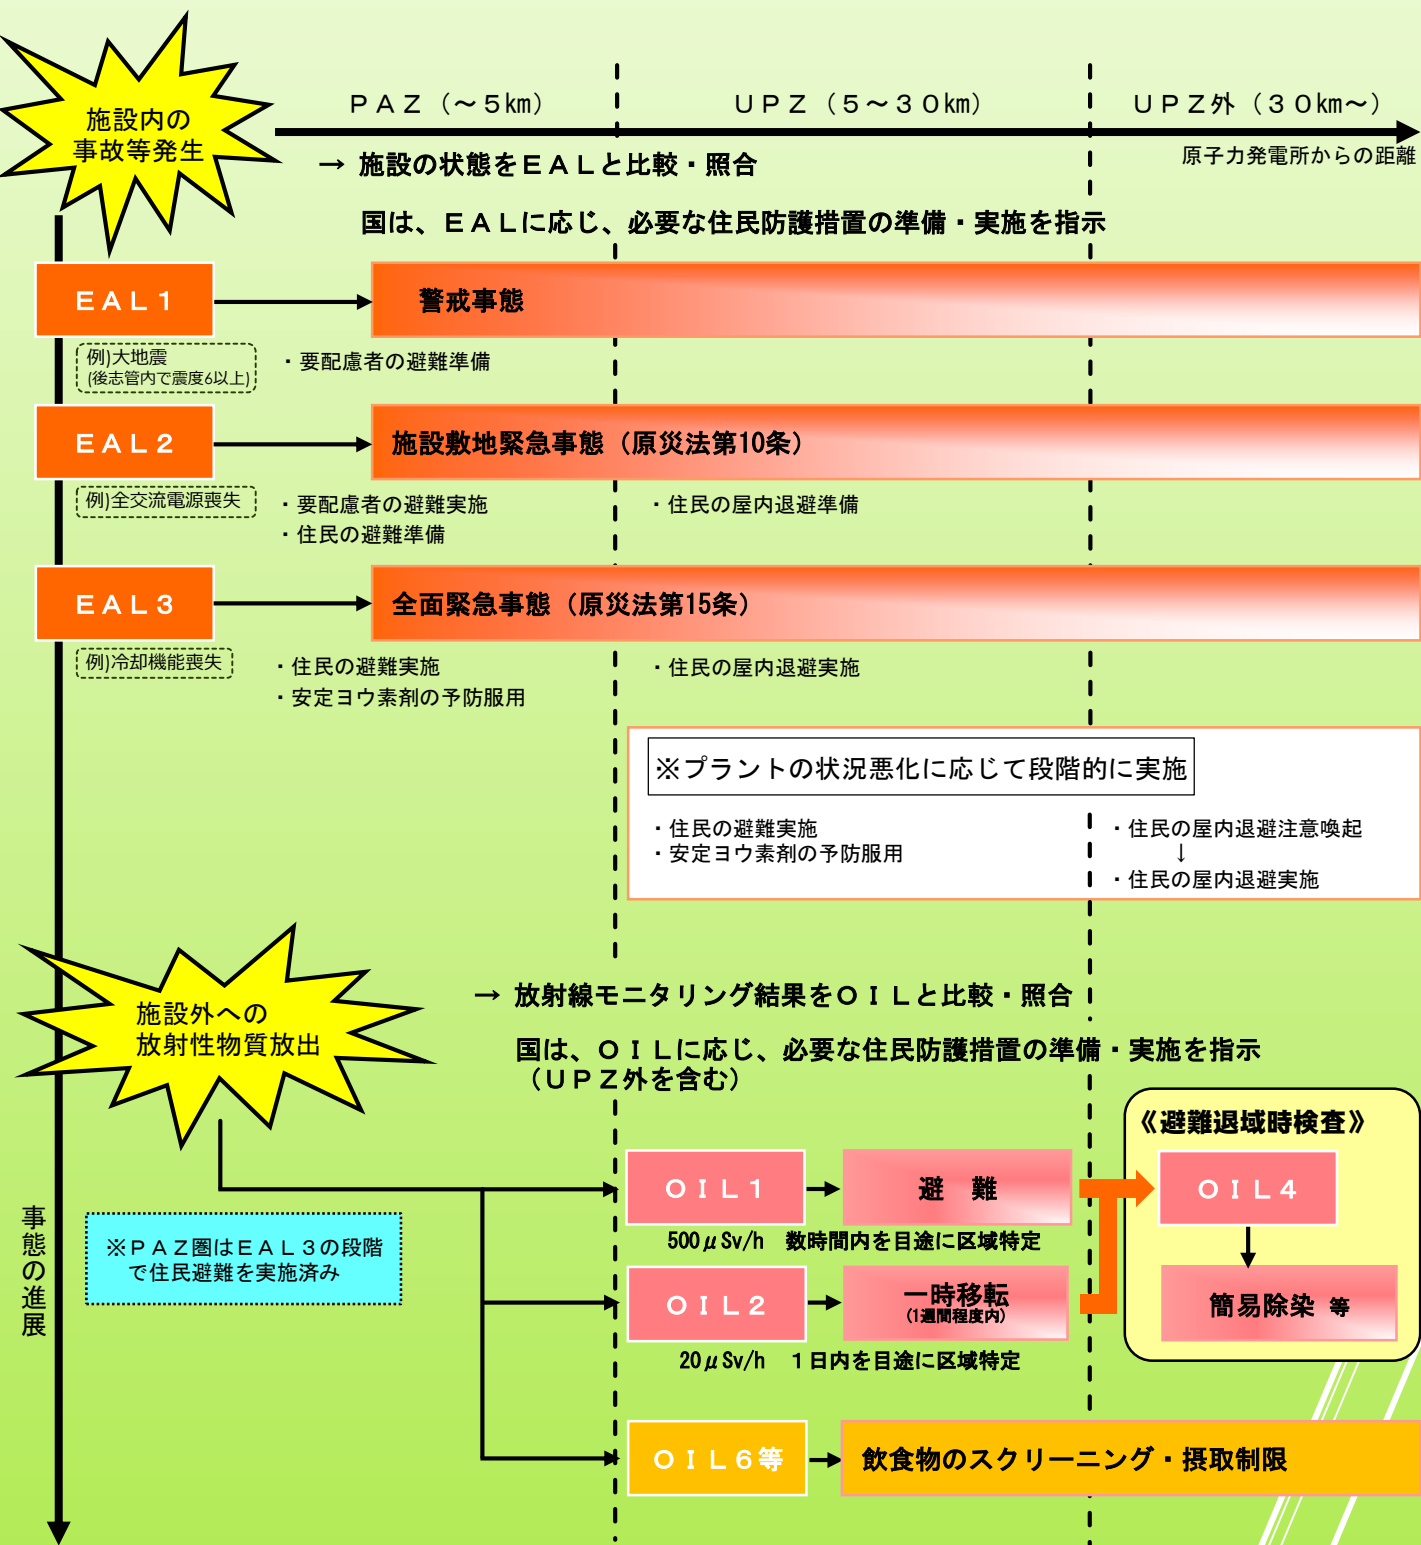 施設内の
事故等発生
ＰＡＺ（～５㎞）
ＵＰＺ（５～３０㎞）
ＵＰＺ外（３０㎞～）
原子力発電所からの距離
→ 施設の状態をＥＡＬと比較・照合
国は、ＥＡＬに応じ、必要な住民防護措置の準備・実施を指示
ＥＡＬ１
警戒事態
例)大地震
(後志管内で震度6以上)
・要配慮者の避難準備
ＥＡＬ２
施設敷地緊急事態（原災法第10条）
例)全交流電源喪失
・要配慮者の避難実施
・住民の避難準備
・住民の屋内退避準備
ＥＡＬ３
全面緊急事態（原災法第15条）
例)冷却機能喪失
・住民の避難実施
・安定ヨウ素剤の予防服用
・住民の屋内退避実施
※プラントの状況悪化に応じて段階的に実施
・住民の避難実施
・安定ヨウ素剤の予防服用
・住民の屋内退避注意喚起
↓
・住民の屋内退避実施
施設外への
放射性物質放出
→ 放射線モニタリング結果をＯＩＬと比較・照合
国は、ＯＩＬに応じ、必要な住民防護措置の準備・実施を指示
（ＵＰＺ外を含む）
《避難退域時検査》
ＯＩＬ１
避　難
ＯＩＬ４
500μSv/h　数時間内を目途に区域特定
※ＰＡＺ圏はＥＡＬ３の段階
で住民避難を実施済み
ＯＩＬ２
一時移転
(1週間程度内)
簡易除染 等
20μSv/h　１日内を目途に区域特定
ＯＩＬ６等
飲食物のスクリーニング・摂取制限
事態の進展